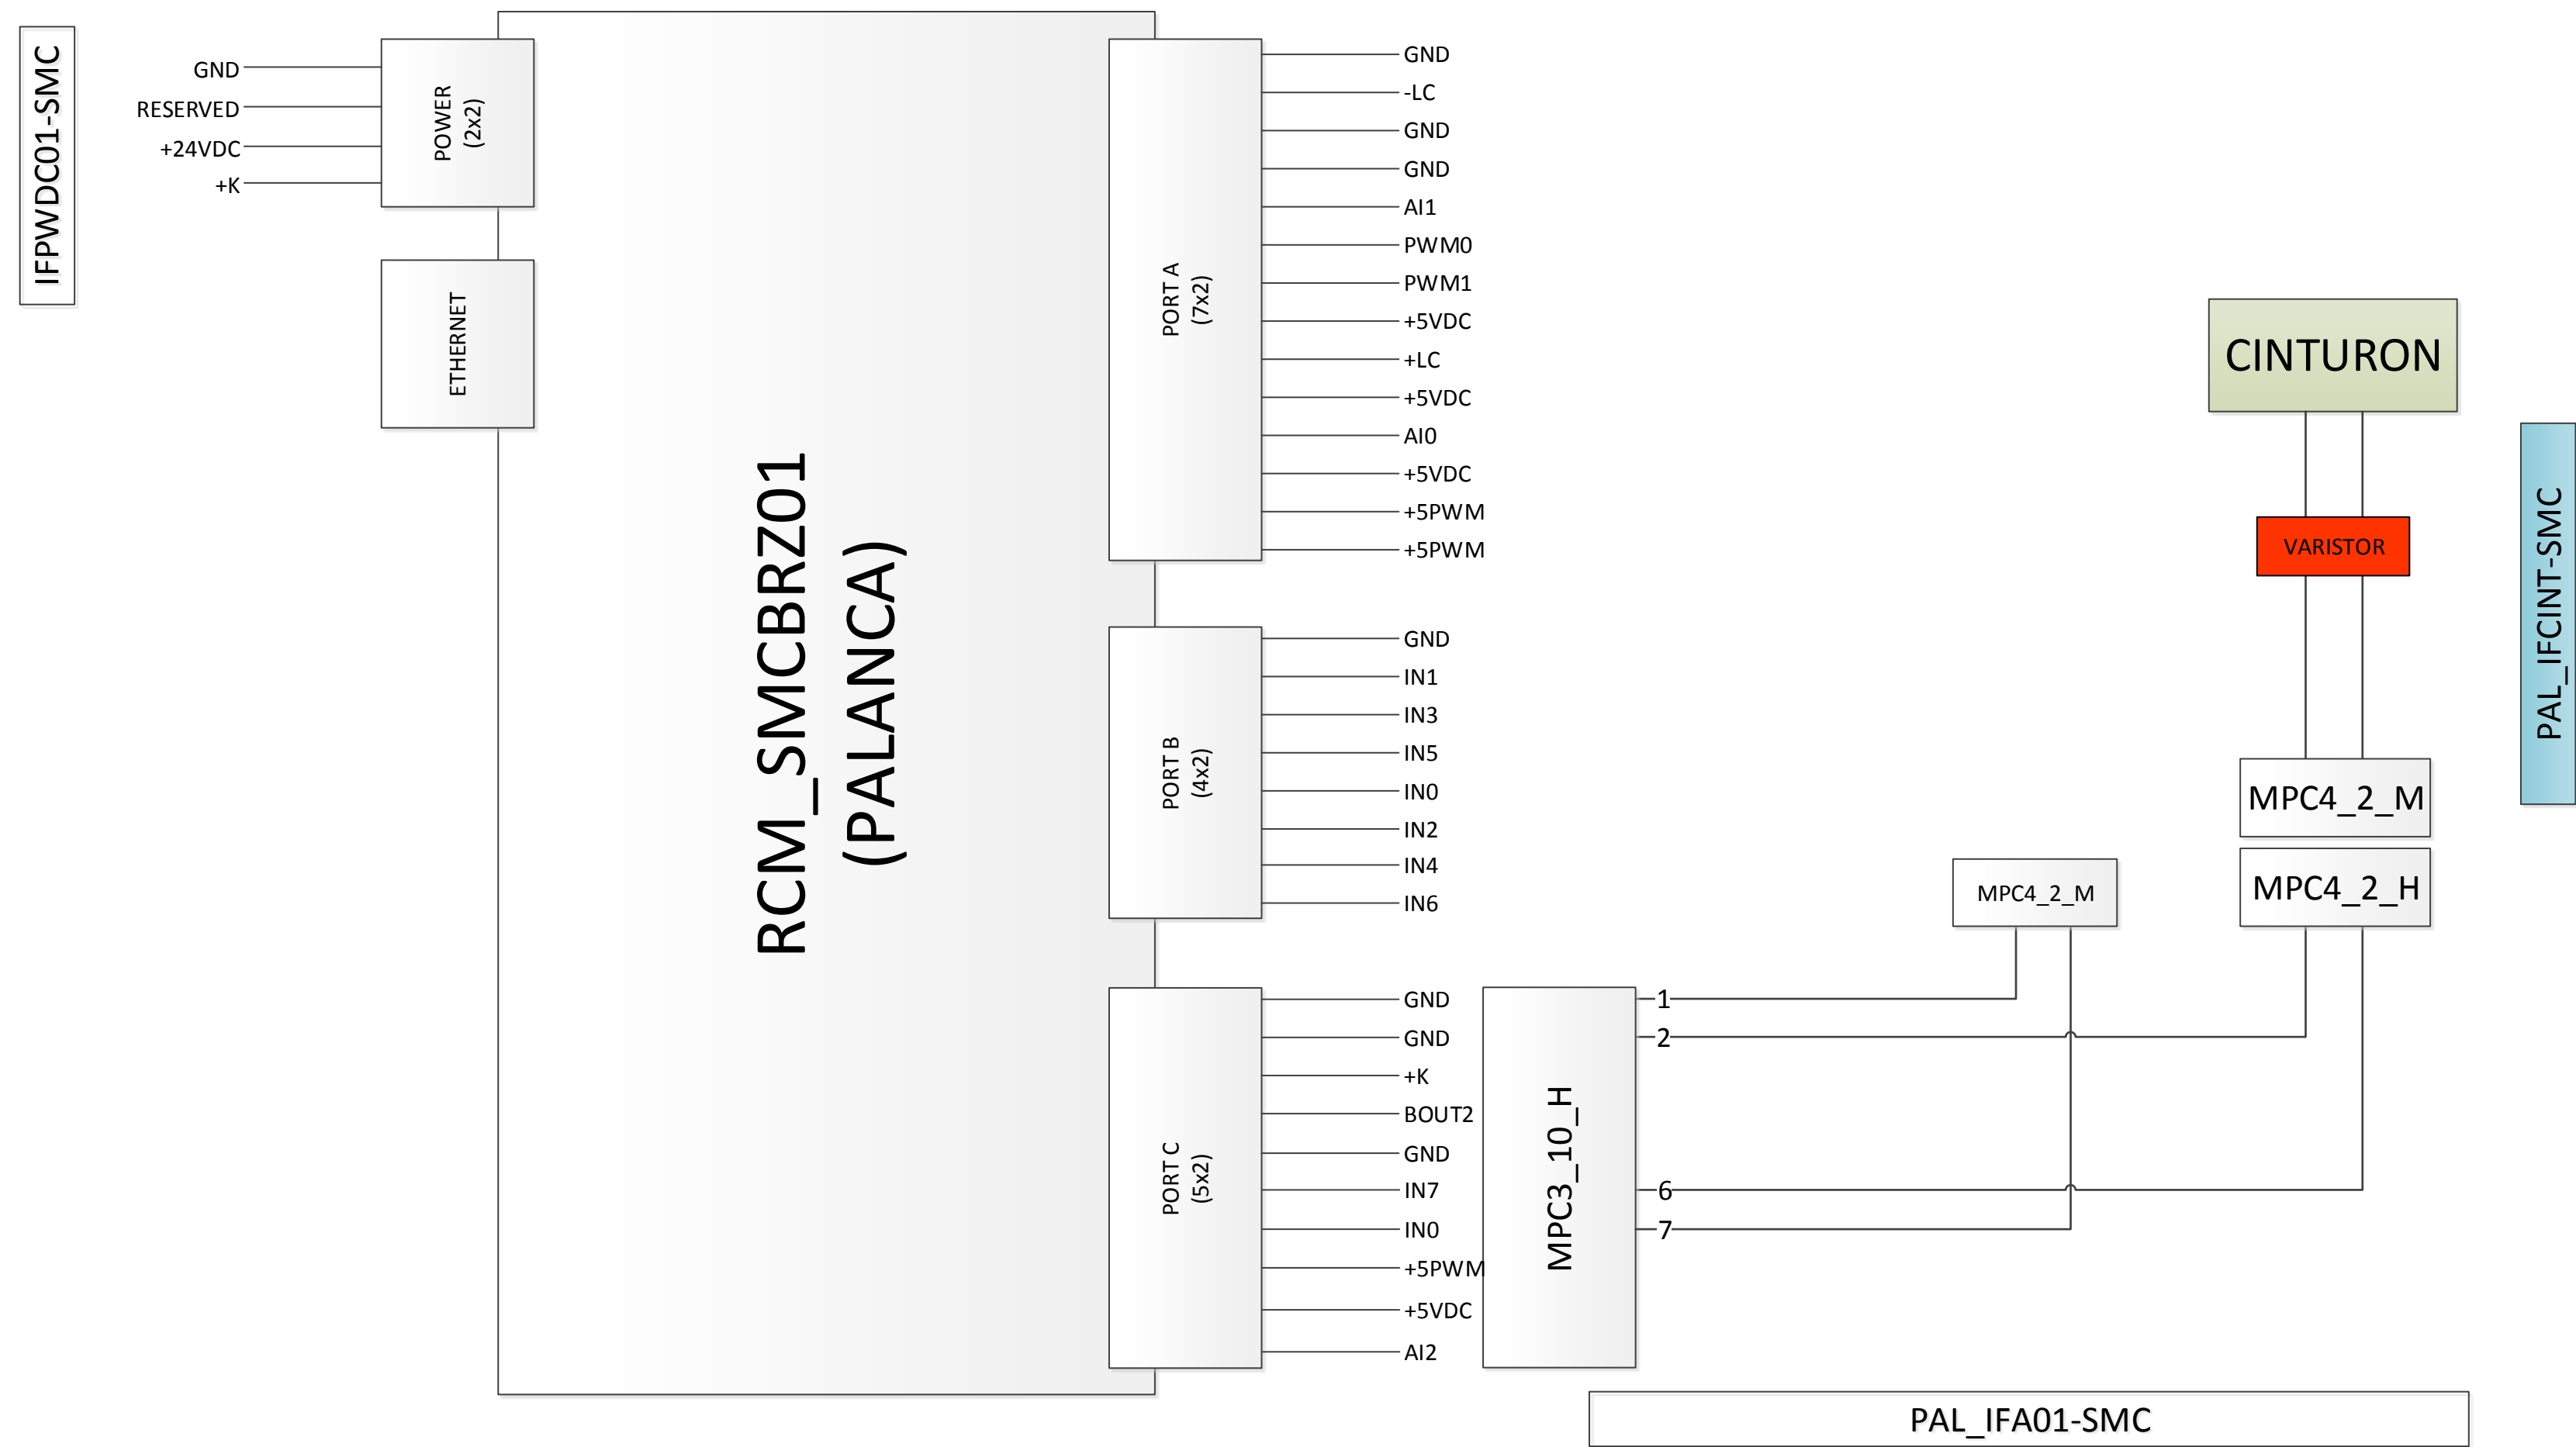 IFPWDC01-SMC
GND
RESERVED
+24VDC
+K
POWER
(2x2)
ETHERNET
RCM_SMCBRZ01
(PALANCA)
PORT A
(7x2)
GND
-LC
GND
GND
AI1
PWM0
PWM1
+5VDC
+LC
+5VDC
AI0
+5VDC
+5PWM
+5PWM
PORT B
(4x2)
GND
IN1
IN3
IN5
IN0
IN2
IN4
IN6
PORT C
(5x2)
GND
GND
+K
BOUT2
GND
IN7
IN0
+5PWM
+5VDC
AI2
MPC3_10_H
1
2
6
7
MPC4_2_M
CINTURON
VARISTOR
MPC4_2_M
MPC4_2_H
PAL_IFCINT-SMC
PAL_IFA01-SMC